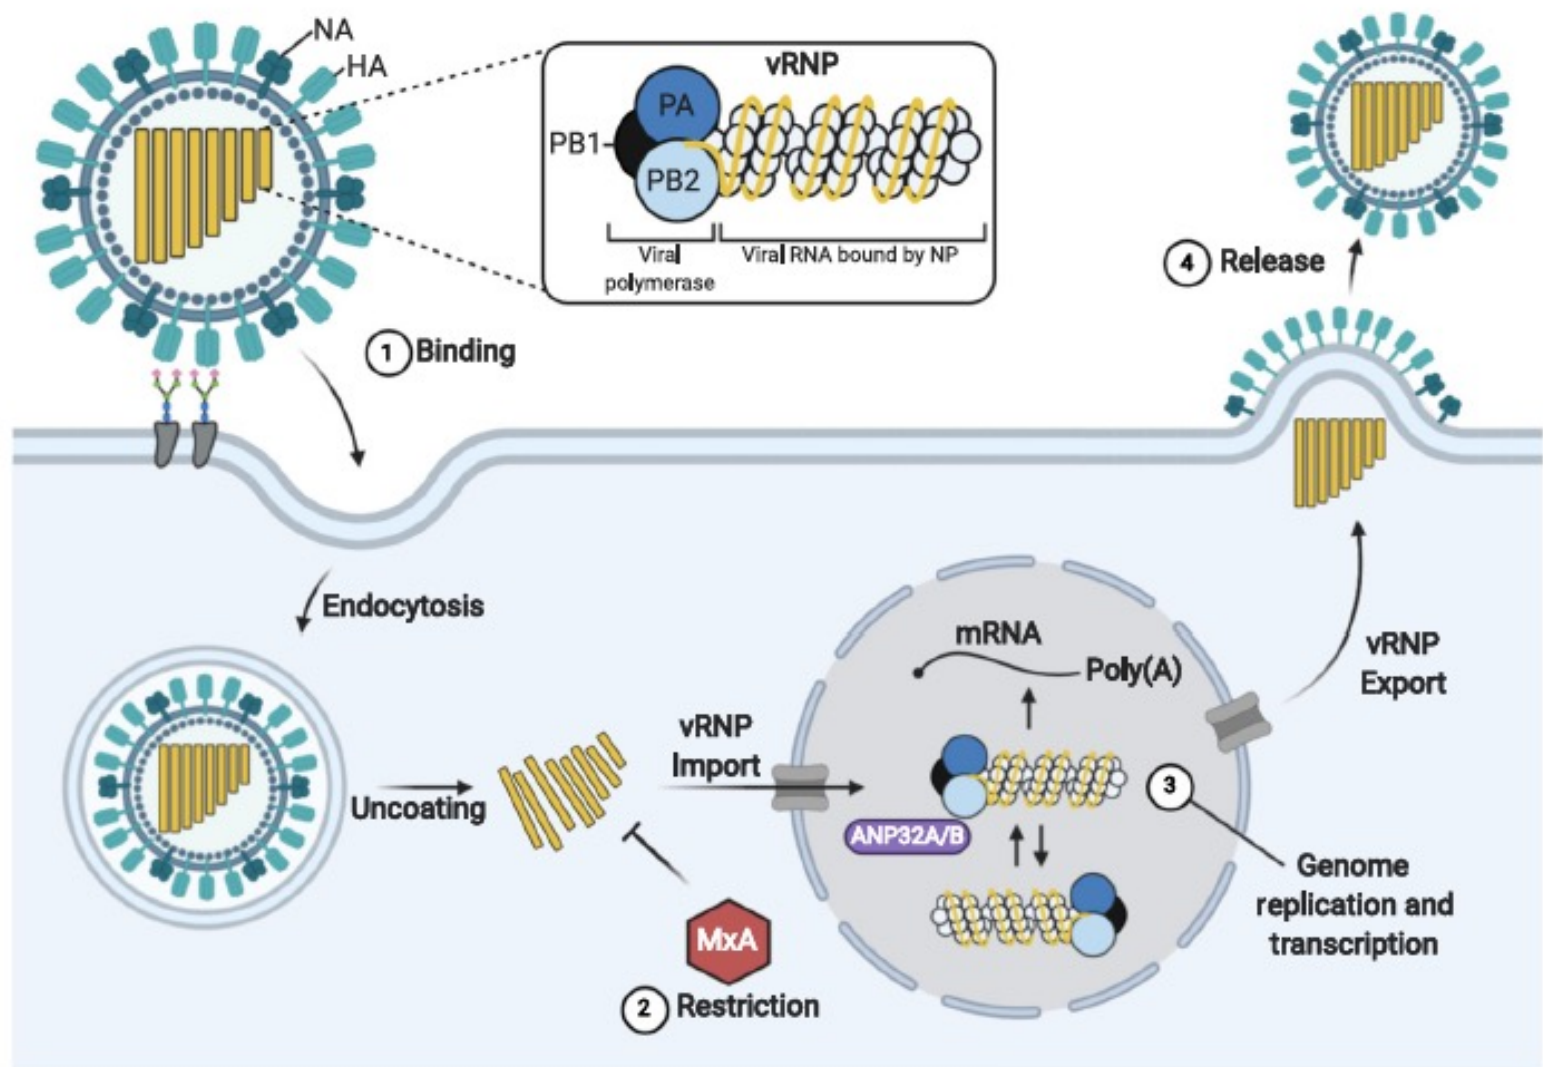 NA
HA
vRNP
PA
PB1
PB2
Viral
polymerase
Viral RNA bound by NP
1 Binding
4 Release
Endocytosis
Uncoating
vRNP
Import
MxA
2 Restriction
mRNA
Poly(A)
ANP32A/B
3
Genome
replication and
transcription
vRNP
Export